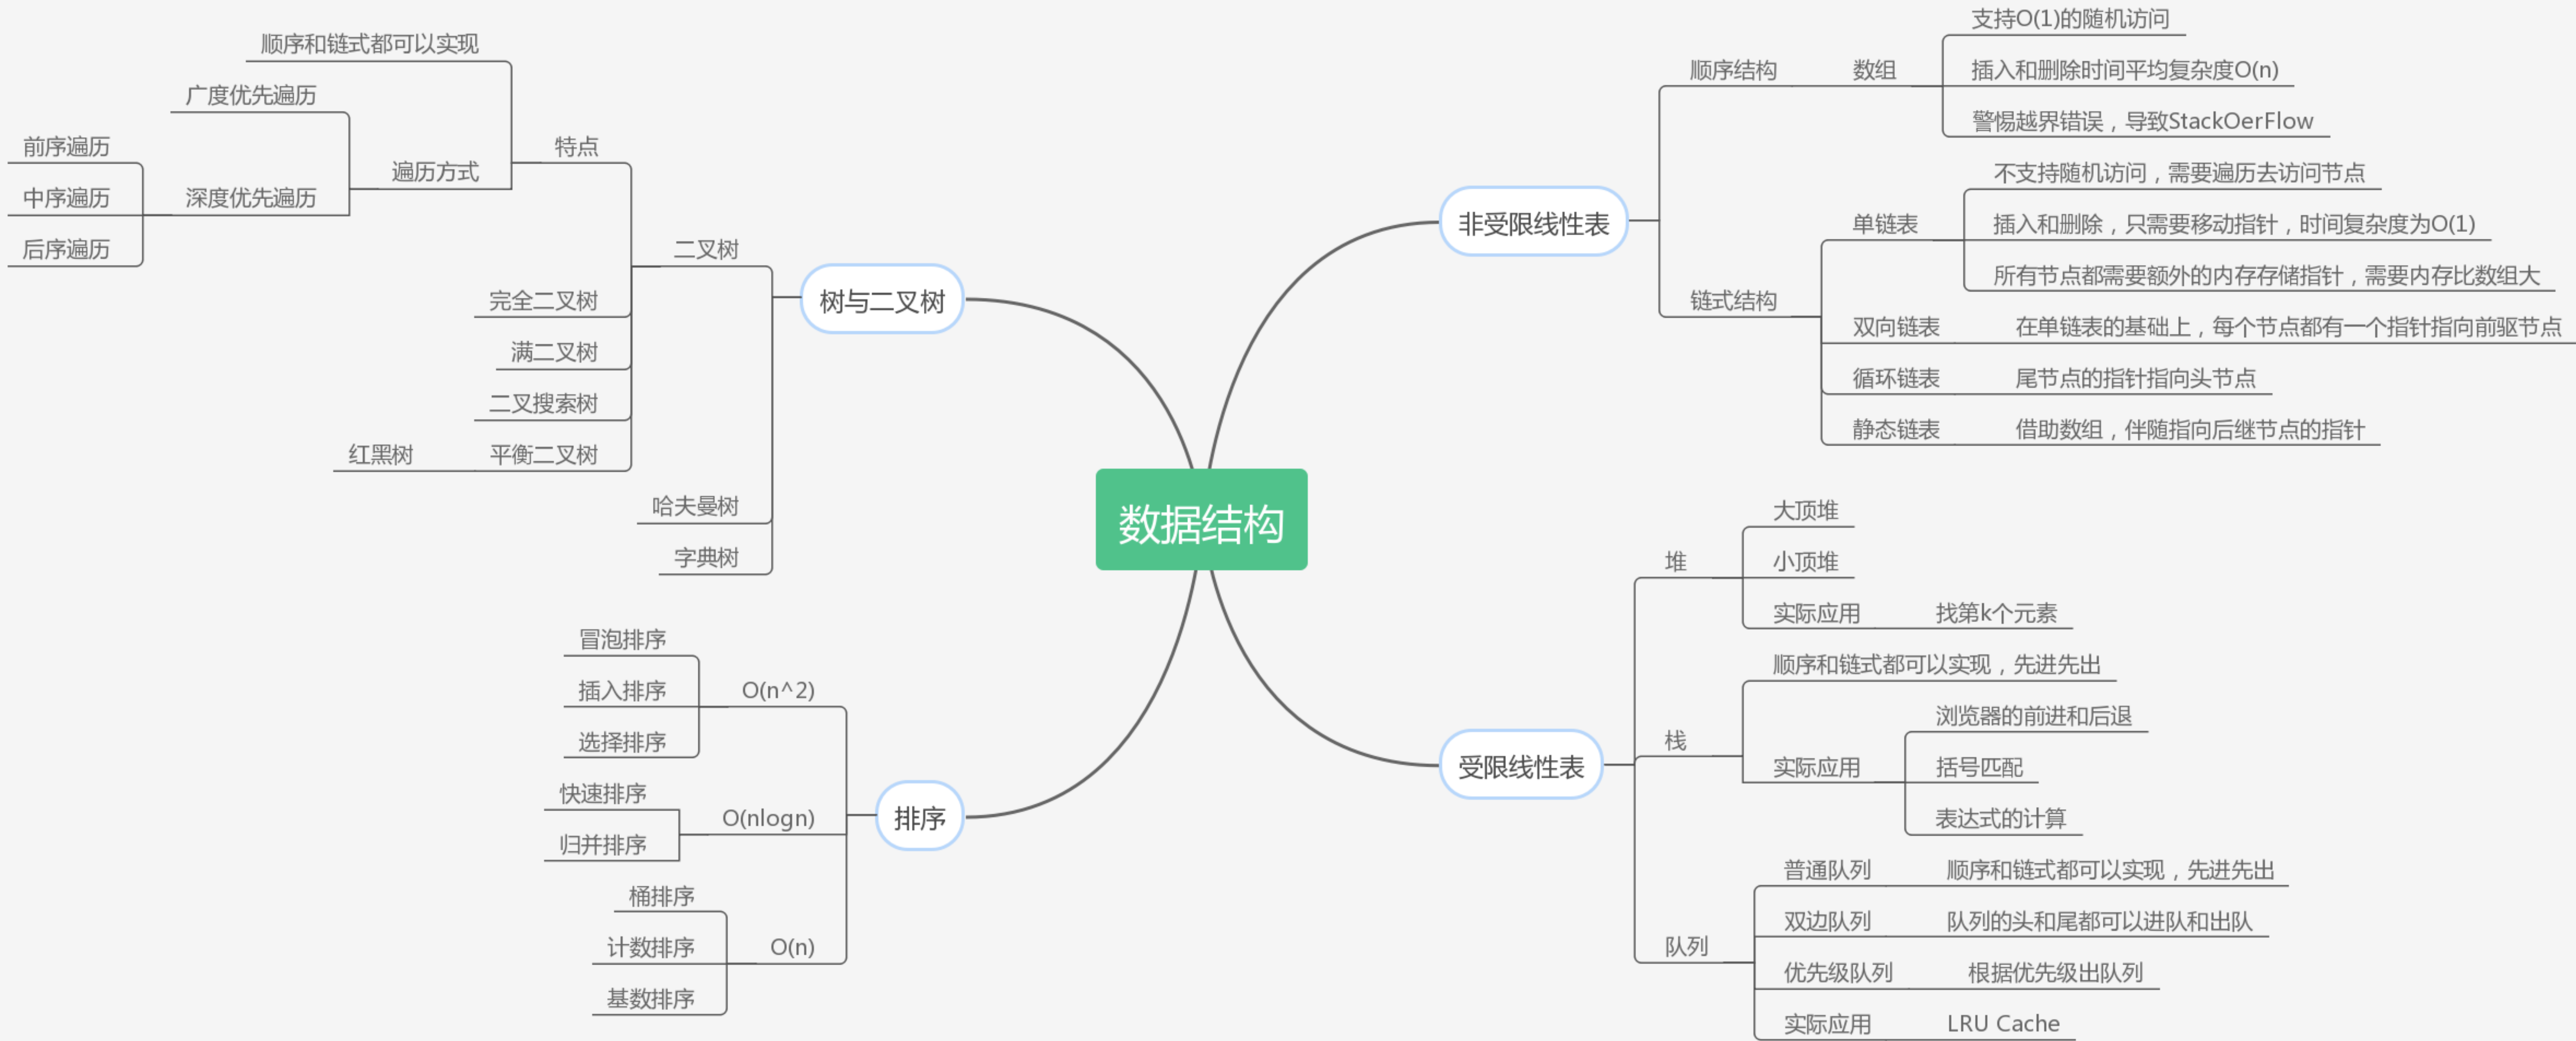 数据结构
非受限线性表
顺序结构
数组
支持O(1)的随机访问
插入和删除时间平均复杂度O(n)
警惕越界错误，导致StackOerFlow
链式结构
单链表
不支持随机访问，需要遍历去访问节点
插入和删除，只需要移动指针，时间复杂度为O(1)
所有节点都需要额外的内存存储指针，需要内存比数组大
双向链表
在单链表的基础上，每个节点都有一个指针指向前驱节点
循环链表
尾节点的指针指向头节点
静态链表
借助数组，伴随指向后继节点的指针
受限线性表
堆
大顶堆
小顶堆
实际应用
找第k个元素
栈
顺序和链式都可以实现，先进先出
实际应用
浏览器的前进和后退
括号匹配
表达式的计算
队列
普通队列
顺序和链式都可以实现，先进先出
双边队列
队列的头和尾都可以进队和出队
优先级队列
根据优先级出队列
实际应用
LRU Cache
树与二叉树
二叉树
特点
顺序和链式都可以实现
遍历方式
广度优先遍历
深度优先遍历
前序遍历
中序遍历
后序遍历
完全二叉树
满二叉树
二叉搜索树
平衡二叉树
红黑树
哈夫曼树
字典树
排序
O(n^2)
冒泡排序
插入排序
选择排序
O(nlogn)
快速排序
归并排序
O(n)
桶排序
计数排序
基数排序